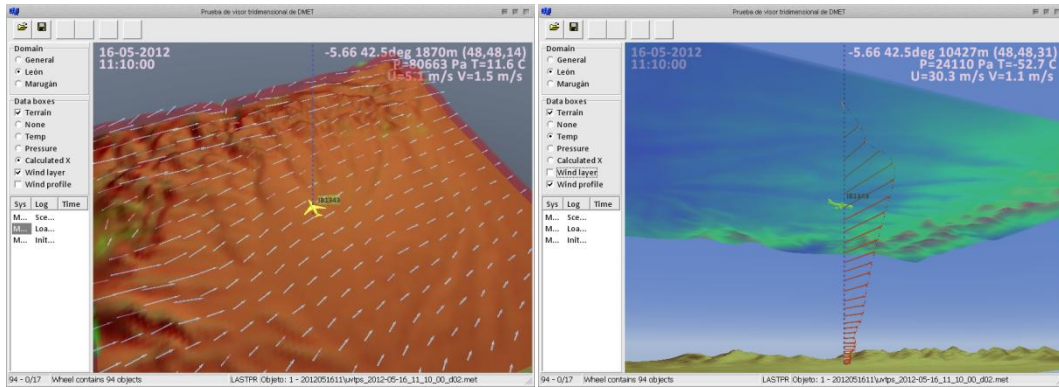 Prueba de visor tridimensional de DMET
Domain
General
León
Marugán
Data boxes
Terrain
None
Temp
Pressure
Calculated X
Wind layer
Wind profile
Sys Log Time
M... Sce...
M... Loa...
M... Init...
16-05-2012
11:10:00
-5.66 42.5deg 1870m (48,48,14)
P=80663 Pa T=11.6 C
U=5.1 m/s V=1.5 m/s
IB1343
94 - 0/17 Wheel contains 94 objects LASTPR Objeto: 1 - 2012051611\uvtps_2012-05-16_11_10_00_d02.met
Prueba de visor tridimensional de DMET
Domain
General
León
Marugán
Data boxes
Terrain
None
Temp
Pressure
Calculated X
Wind layer
Wind profile
Sys Log Time
M... Sce...
M... Loa...
M... Init...
16-05-2012
11:10:00
-5.66 42.5deg 10427m (48,48,31)
P=24110 Pa T=-52.7 C
U=30.3 m/s V=1.1 m/s
IB1343
94 - 0/17 Wheel contains 94 objects LASTPR Objeto: 1 - 2012051611\uvtps_2012-05-16_11_10_00_d02.met